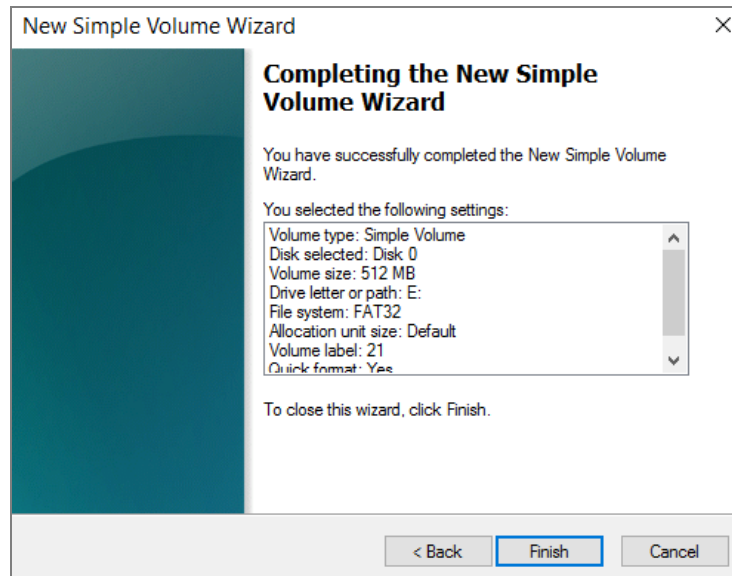 New Simple Volume Wizard
Completing the New Simple
Volume Wizard
You have successfully completed the New Simple Volume
Wizard.
You selected the following settings:
Volume type: Simple Volume
Disk selected: Disk 0
Volume size: 512 MB
Drive letter or path: E:
File system: FAT32
Allocation unit size: Default
Volume label: 21
Quick format: Yes
To close this wizard, click Finish.
< Back
Finish
Cancel